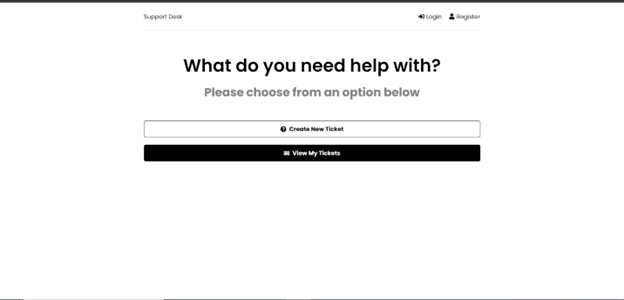 Support Desk
Login Register
What do you need help with?
Please choose from an option below
Create New Ticket
View My Tickets